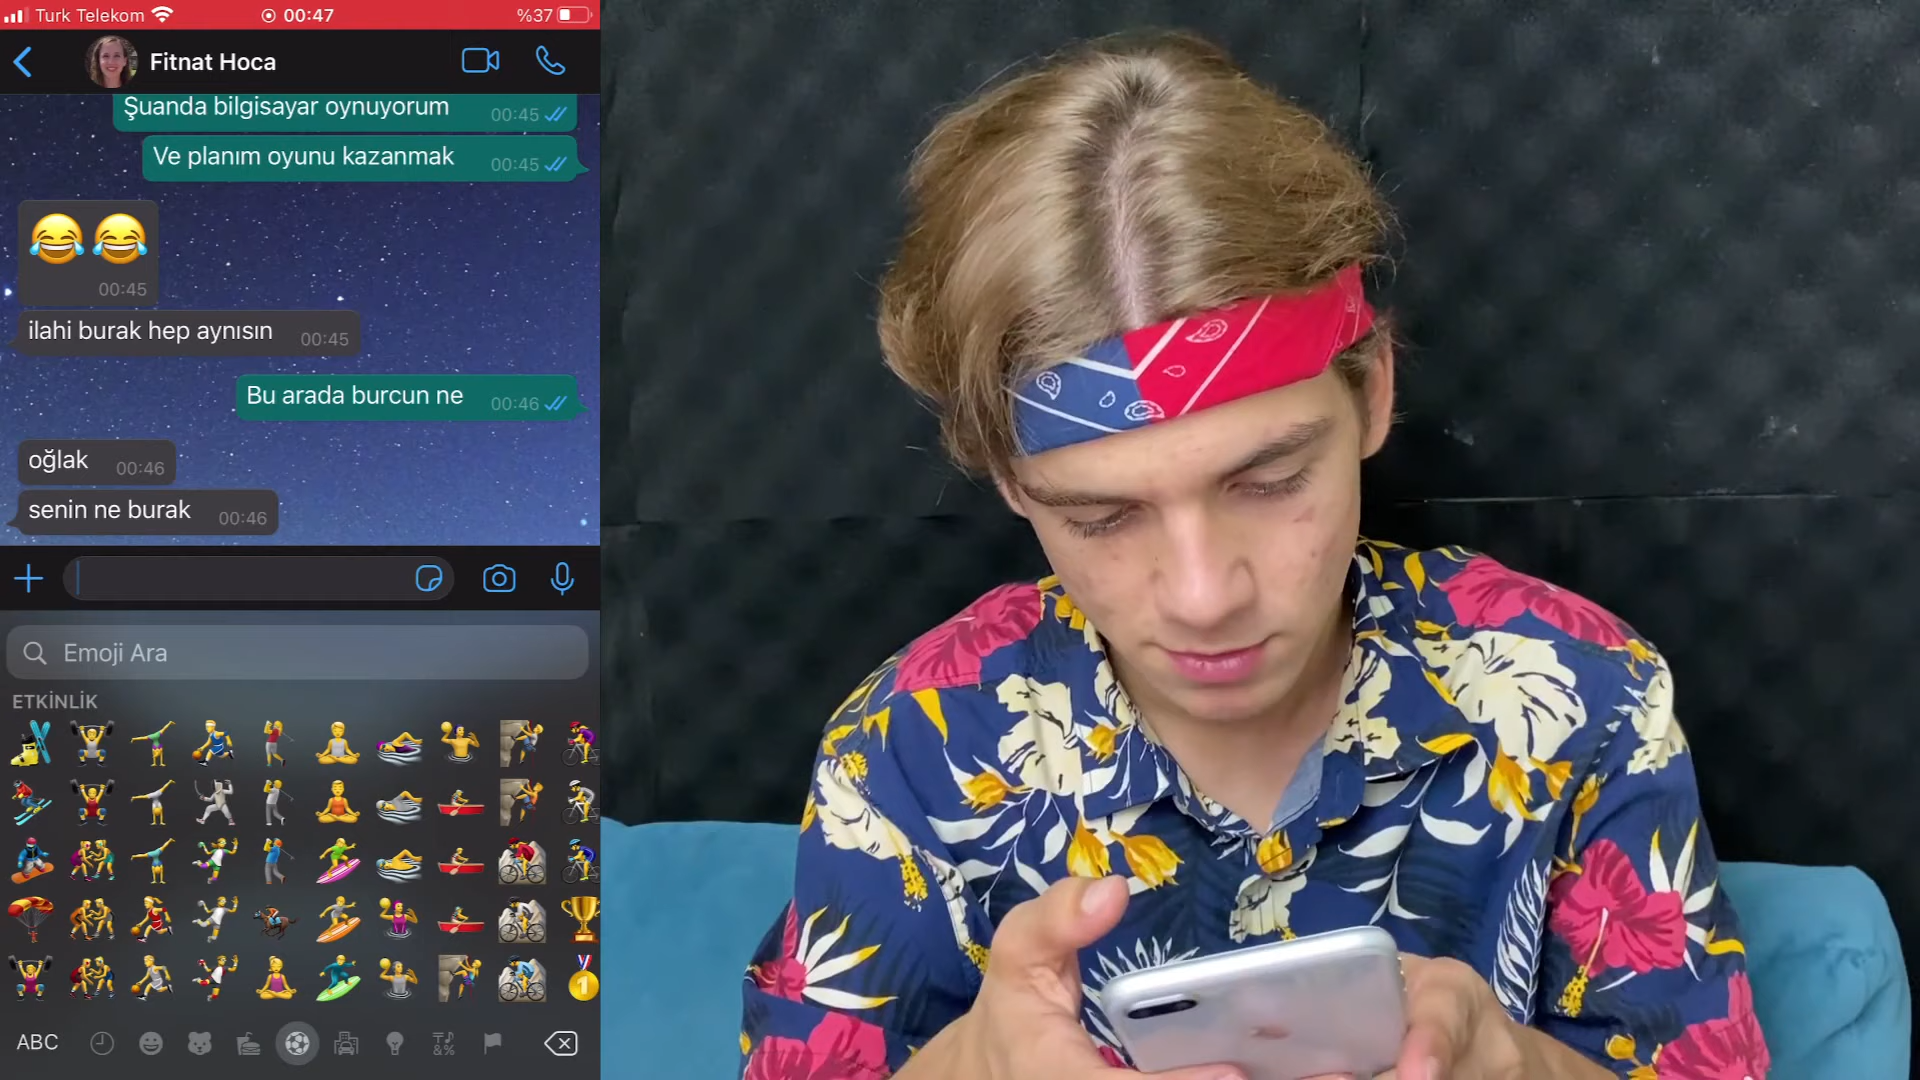 Turk Telekom 00:47 %37
Fitnat Hoca
Şuanda bilgisayar oynuyorum 00:45
Ve planım oyunu kazanmak 00:45
00:45
ilahi burak hep aynısın 00:45
Bu arada burcun ne 00:46
oğlak 00:46
senin ne burak 00:46
Emoji Ara
ETKİNLİK
ABC